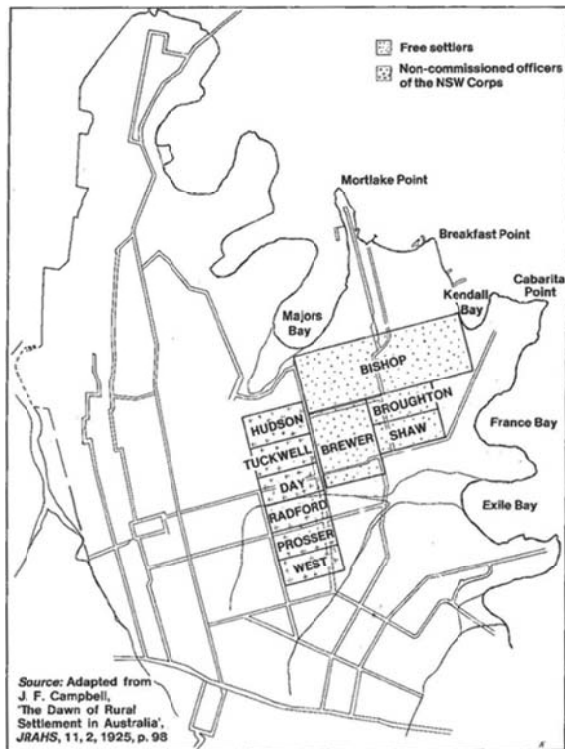 Free settlers
Non-commissioned officers
of the NSW Corps
Mortlake Point
Breakfast Point
Cabarita
Point
Kendall
Bay
Majors
Bay
BISHOP
BROUGHTON
HUDSON
BREWER
SHAW
France Bay
TUCKWELL
DAY
Exile Bay
RADFORD
PROSSER
WEST
Source: Adapted from
J. F. Campbell,
'The Dawn of Rural
Settlement in Australia',
JRAHS, 11, 2, 1925, p. 98